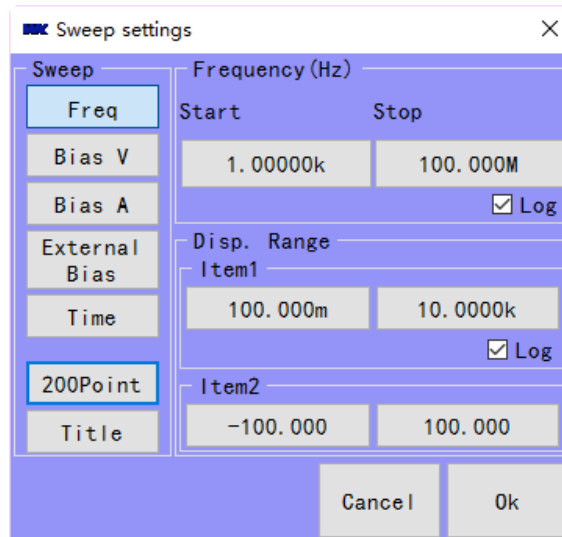 WK Sweep settings
Sweep
Freq
Bias V
Bias A
External
Bias
Time
200Point
Title
Frequency(Hz)
Start Stop
1.00000k 100.000M
Log
Disp. Range
Item1
100.000m 10.0000k
Log
Item2
-100.000 100.000
Cancel Ok